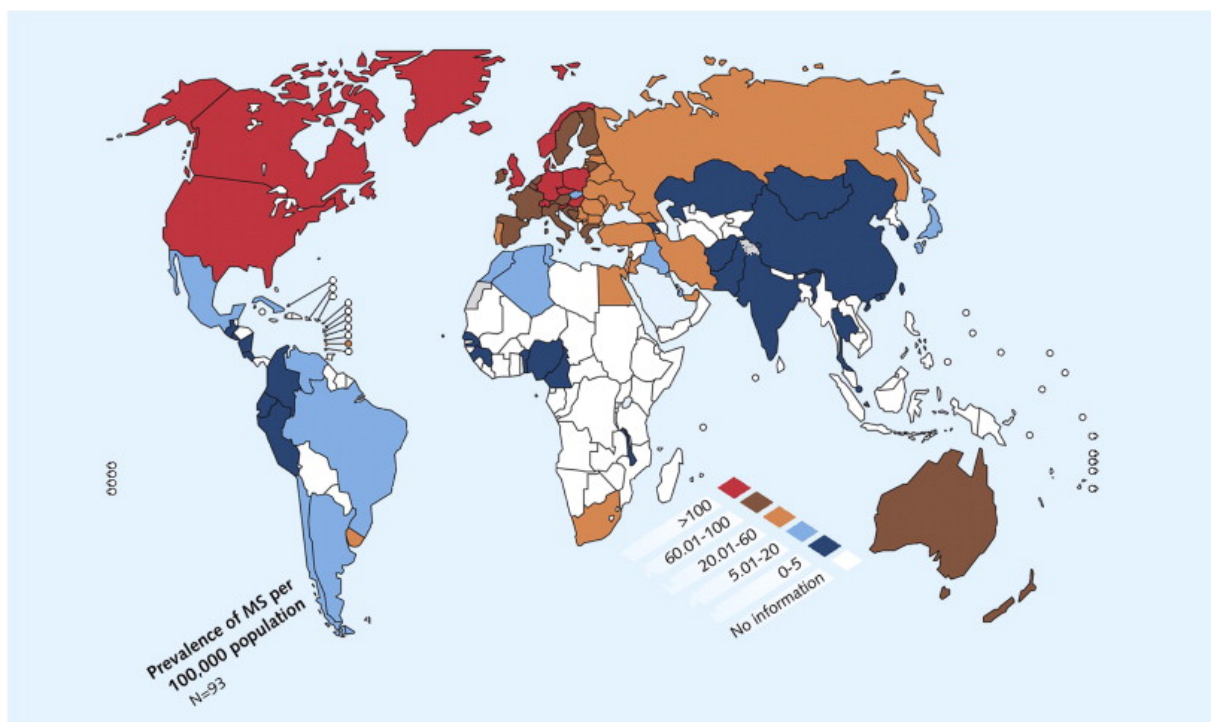 >100
60.01-100
20.01-60
5.01-20
0-5
No information
Prevalence of MS per
100,000 population
N=93